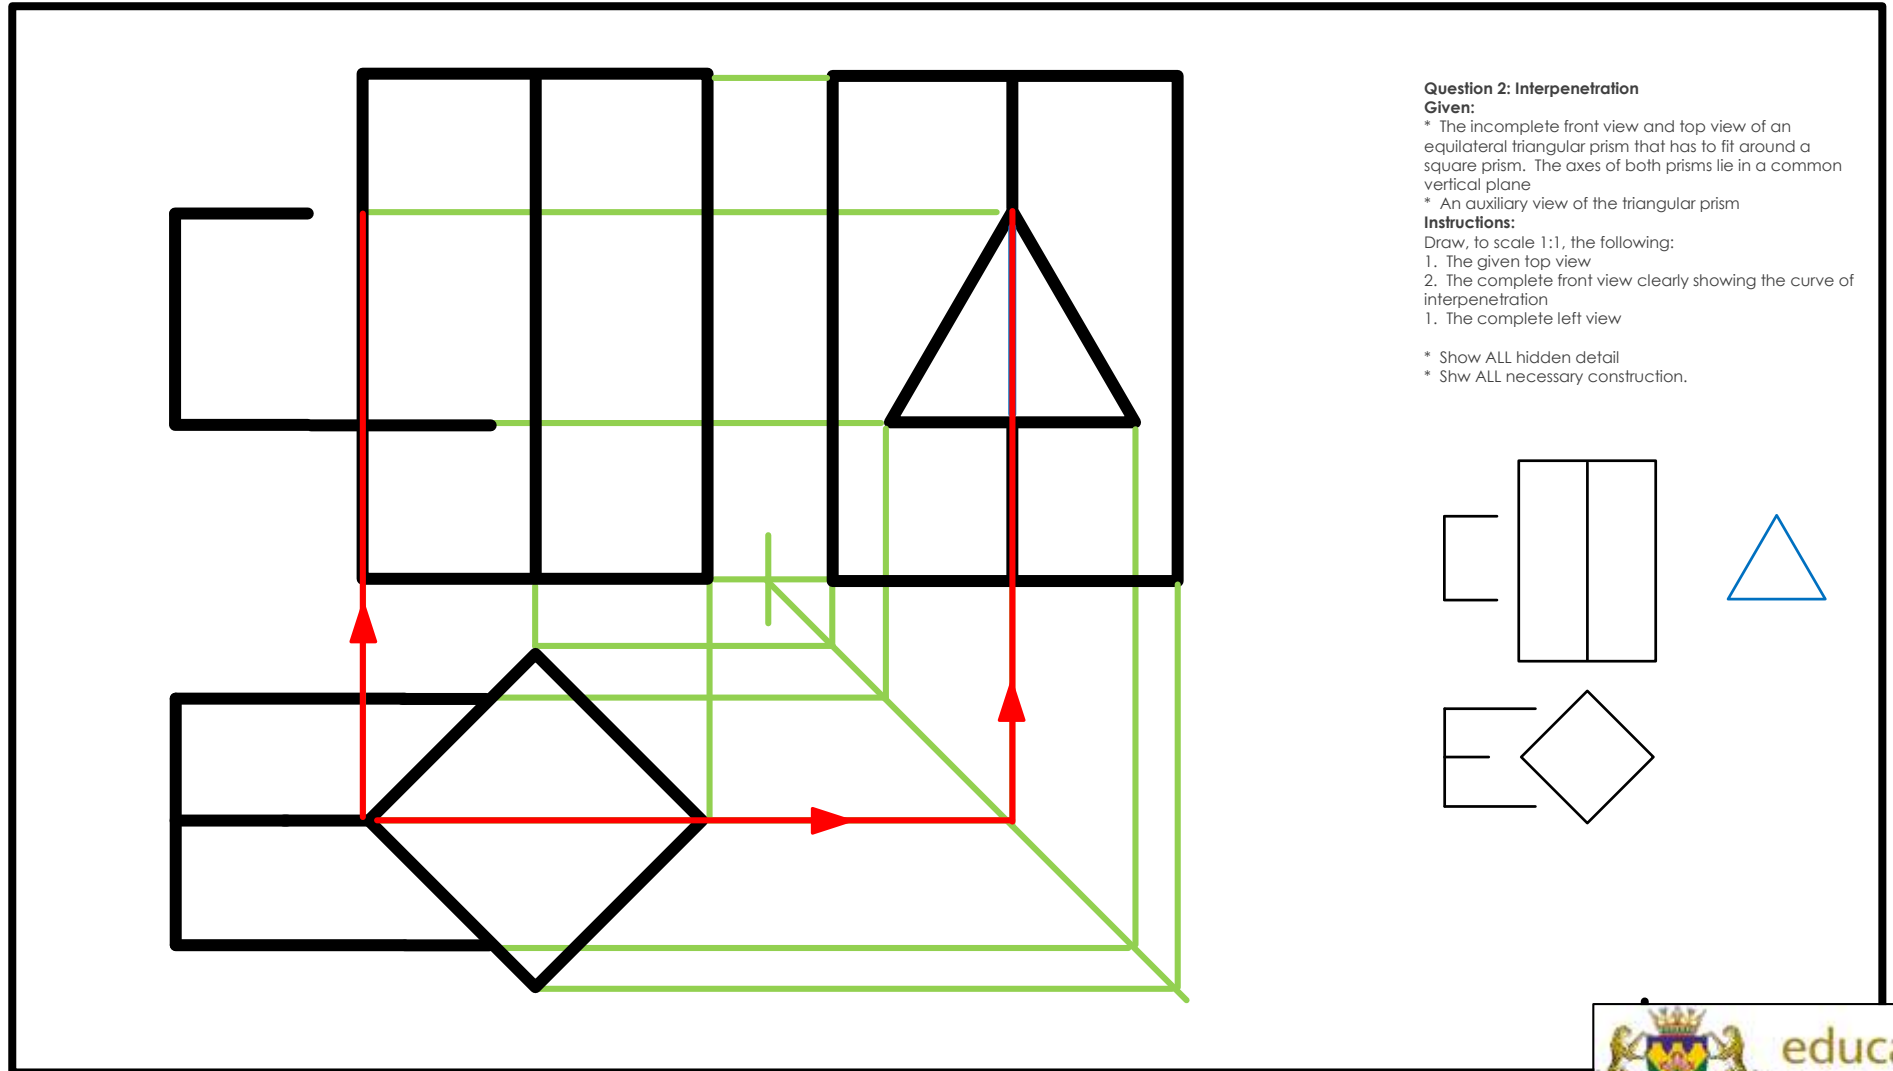 Question 2: Interpenetration
Given:
* The incomplete front view and top view of an
equilateral triangular prism that has to fit around a
square prism. The axes of both prisms lie in a common
vertical plane
* An auxiliary view of the triangular prism
Instructions:
Draw, to scale 1:1, the following:
1. The given top view
2. The complete front view clearly showing the curve of
interpenetration
1. The complete left view
* Show ALL hidden detail
* Shw ALL necessary construction.